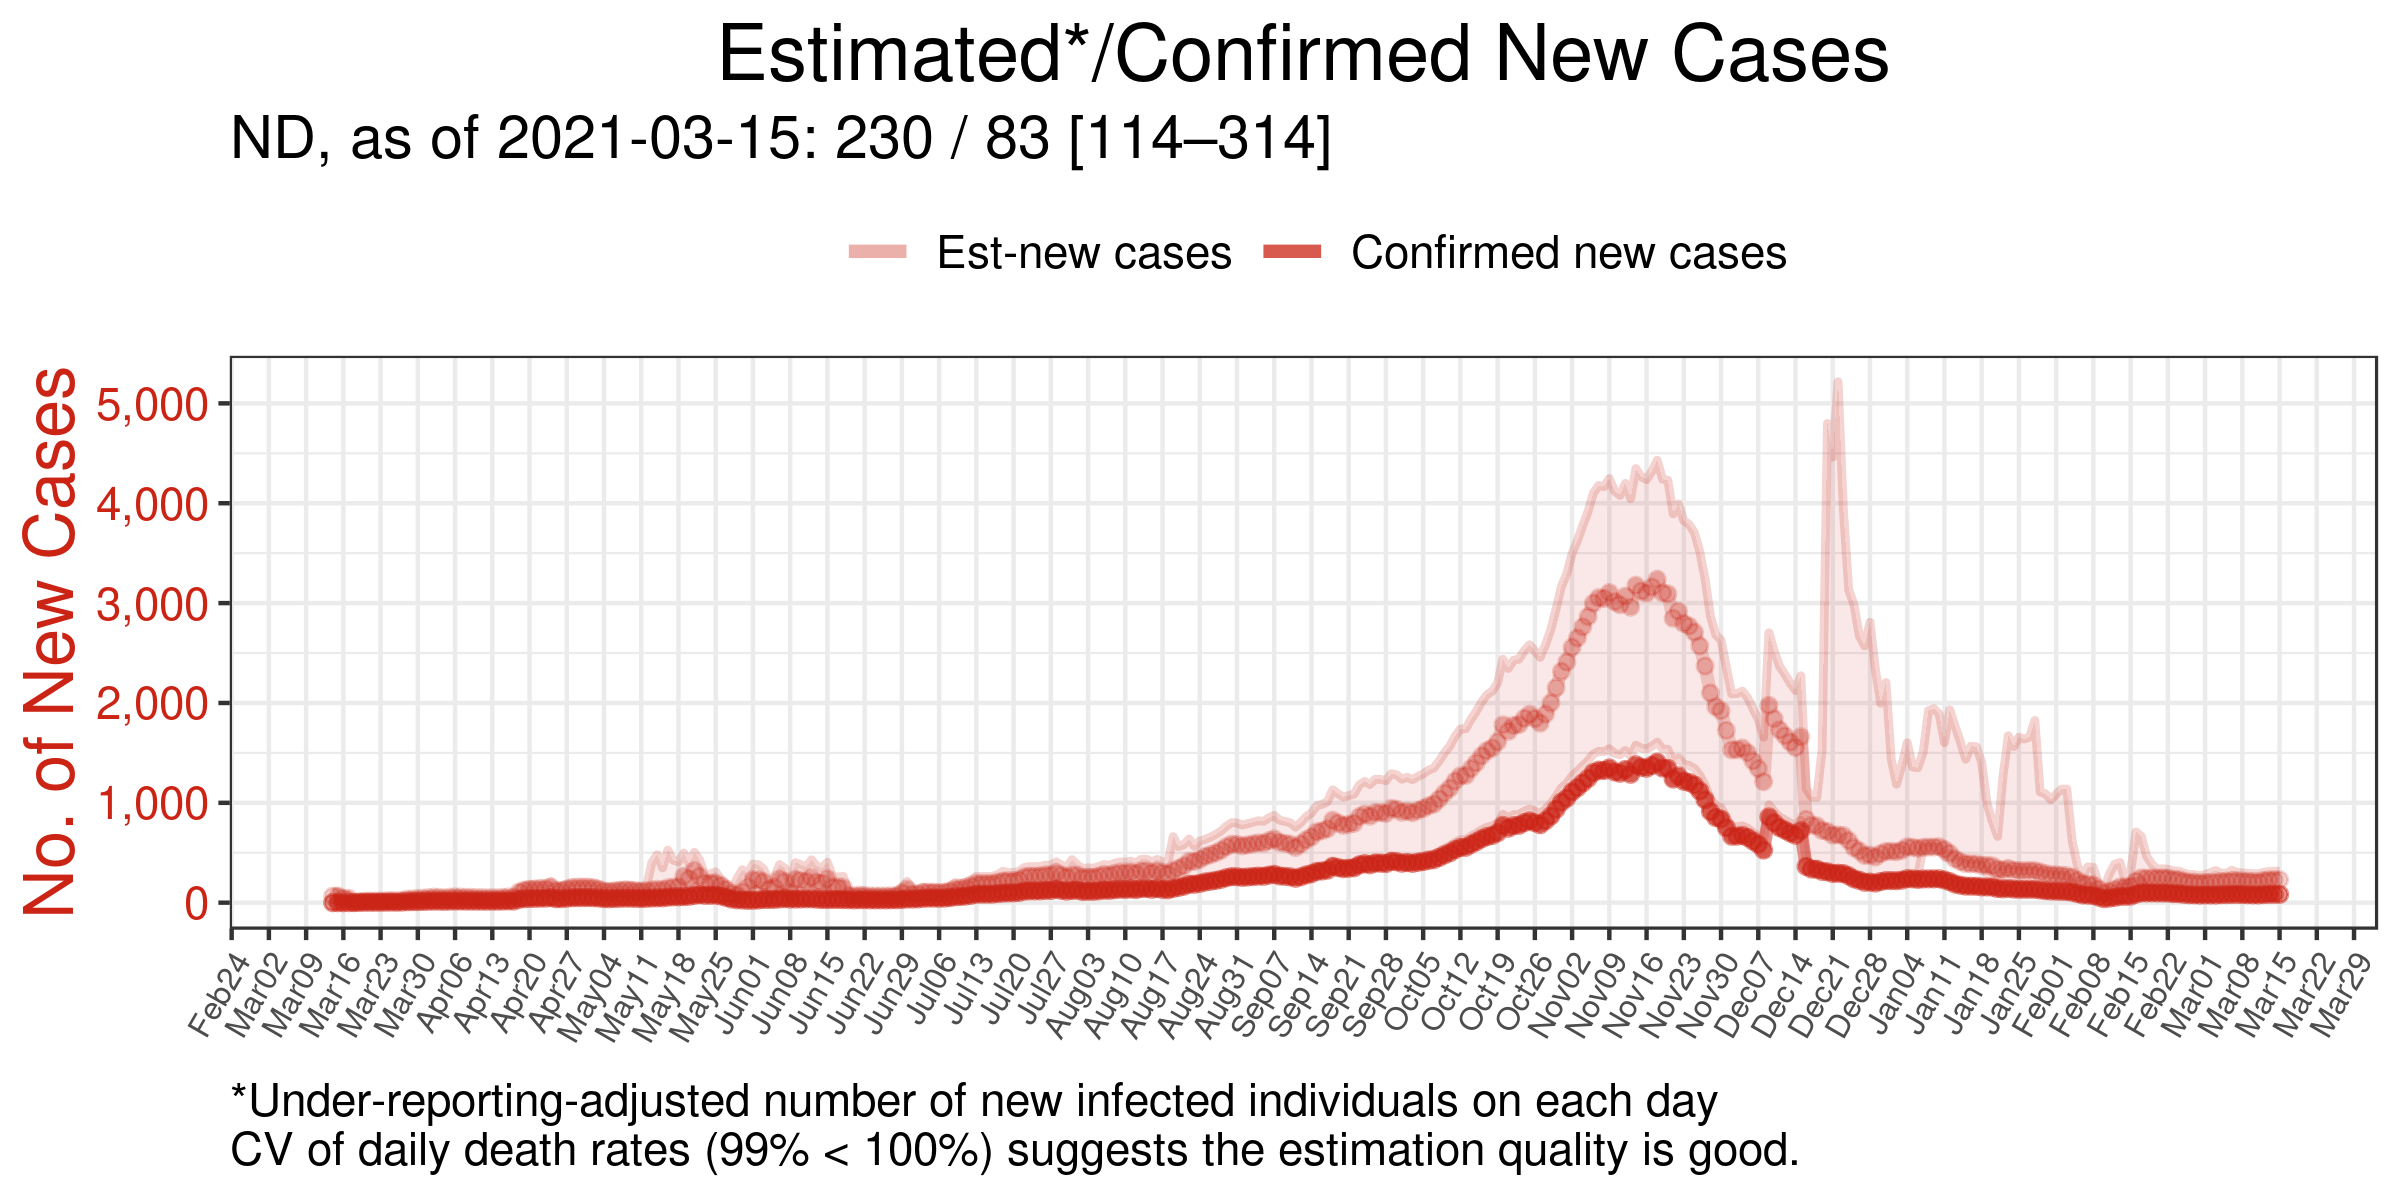 Estimated*/Confirmed New Cases
ND, as of 2021-03-15: 230 / 83 [114–314]
Est-new cases Confirmed new cases
No. of New Cases
5,000
4,000
3,000
2,000
1,000
0
Feb24 Mar02 Mar09 Mar16 Mar23 Mar30 Apr06 Apr13 Apr20 Apr27 May04 May11 May18 May25 Jun01 Jun08 Jun15 Jun22 Jun29 Jul06 Jul13 Jul20 Jul27 Aug03 Aug10 Aug17 Aug24 Aug31 Sep07 Sep14 Sep21 Sep28 Oct05 Oct12 Oct19 Oct26 Nov02 Nov09 Nov16 Nov23 Nov30 Dec07 Dec14 Dec21 Dec28 Jan04 Jan11 Jan18 Jan25 Feb01 Feb08 Feb15 Feb22 Mar01 Mar08 Mar15 Mar22 Mar29
*Under-reporting-adjusted number of new infected individuals on each day
CV of daily death rates (99% < 100%) suggests the estimation quality is good.